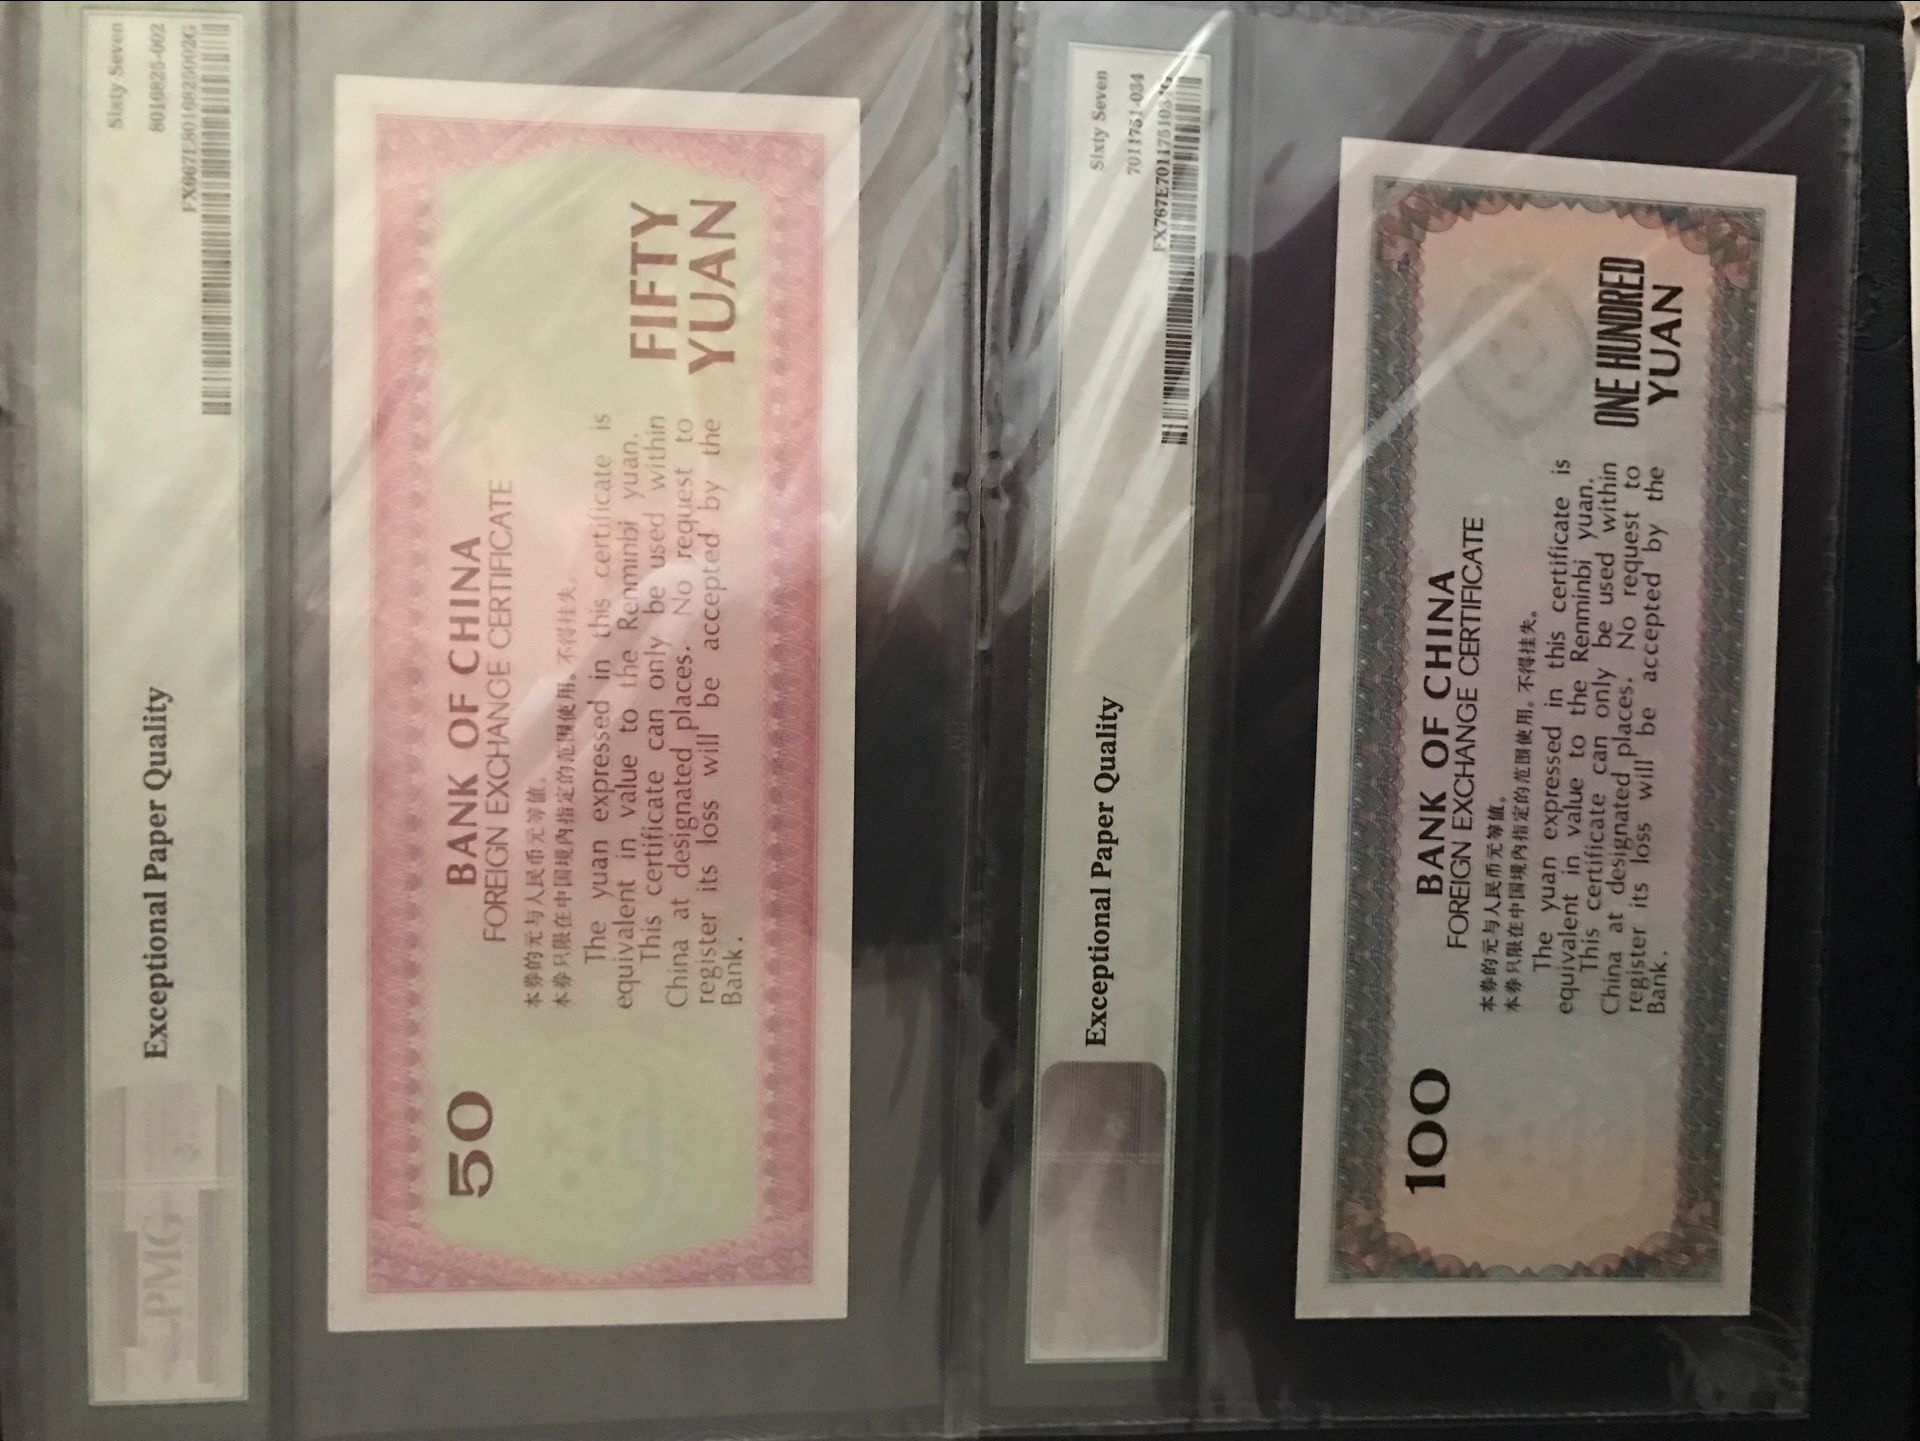 PMG
Exceptional Paper Quality
Sixty Seven
8016825-002
FX667E8016825002G
BANK OF CHINA
FOREIGN EXCHANGE CERTIFICATE
50
本券的元与人民币元等值。
本券只限在中国境内指定的范围使用。不得挂失。
The yuan expressed in this certificate is
equivalent in value to the Renminbi yuan.
This certificate can only be used within
China at designated places. No request to
register its loss will be accepted by the
Bank.
FIFTY
YUAN
Exceptional Paper Quality
Sixty Seven
7011751-034
BANK OF CHINA
FOREIGN EXCHANGE CERTIFICATE
100
本券的元与人民币元等值。
本券只限在中国境内指定的范围使用。不得挂失。
The yuan expressed in this certificate is
equivalent in value to the Renminbi yuan.
This certificate can only be used within
China at designated places. No request to
register its loss will be accepted by the
Bank.
ONE HUNDRED
YUAN